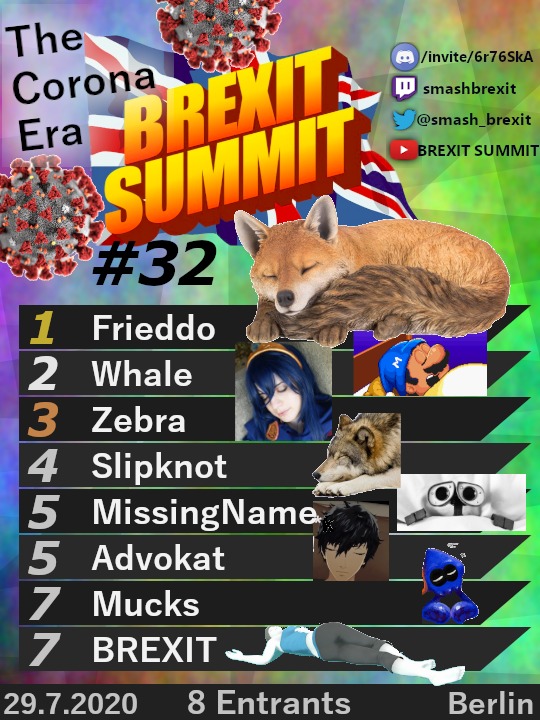 The
Corona
Era
BREXIT
SUMMIT
#32
/invite/6r76SkA
smashbrexit
@smash_brexit
BREXIT SUMMIT
1 Frieddo
2 Whale
3 Zebra
4 Slipknot
5 MissingName
5 Advokat
7 Mucks
7 BREXIT
29.7.2020 8 Entrants Berlin